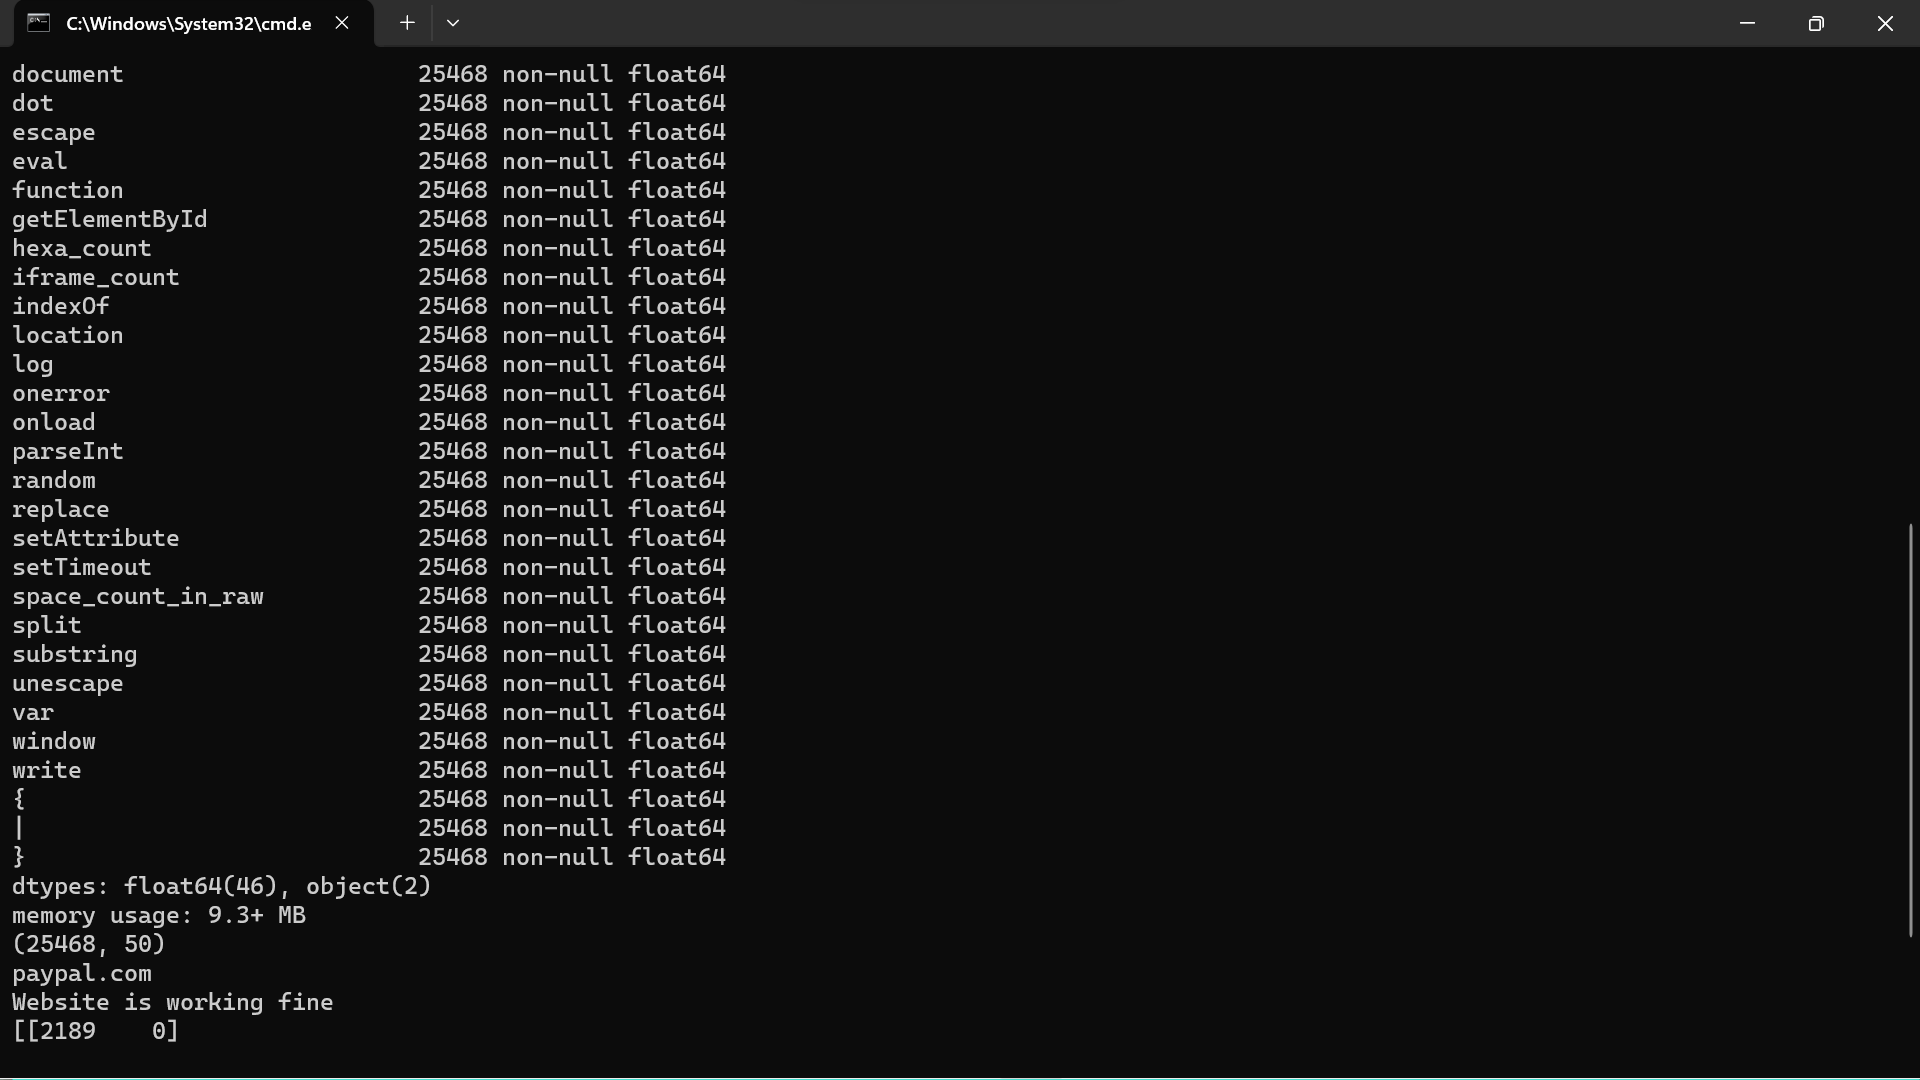 C:\Windows\System32\cmd.e
document 25468 non-null float64
dot 25468 non-null float64
escape 25468 non-null float64
eval 25468 non-null float64
function 25468 non-null float64
getElementById 25468 non-null float64
hexa_count 25468 non-null float64
iframe_count 25468 non-null float64
indexOf 25468 non-null float64
location 25468 non-null float64
log 25468 non-null float64
onerror 25468 non-null float64
onload 25468 non-null float64
parseInt 25468 non-null float64
random 25468 non-null float64
replace 25468 non-null float64
setAttribute 25468 non-null float64
setTimeout 25468 non-null float64
space_count_in_raw 25468 non-null float64
split 25468 non-null float64
substring 25468 non-null float64
unescape 25468 non-null float64
var 25468 non-null float64
window 25468 non-null float64
write 25468 non-null float64
{ 25468 non-null float64
| 25468 non-null float64
} 25468 non-null float64
dtypes: float64(46), object(2)
memory usage: 9.3+ MB
(25468, 50)
paypal.com
Website is working fine
[[2189    0]